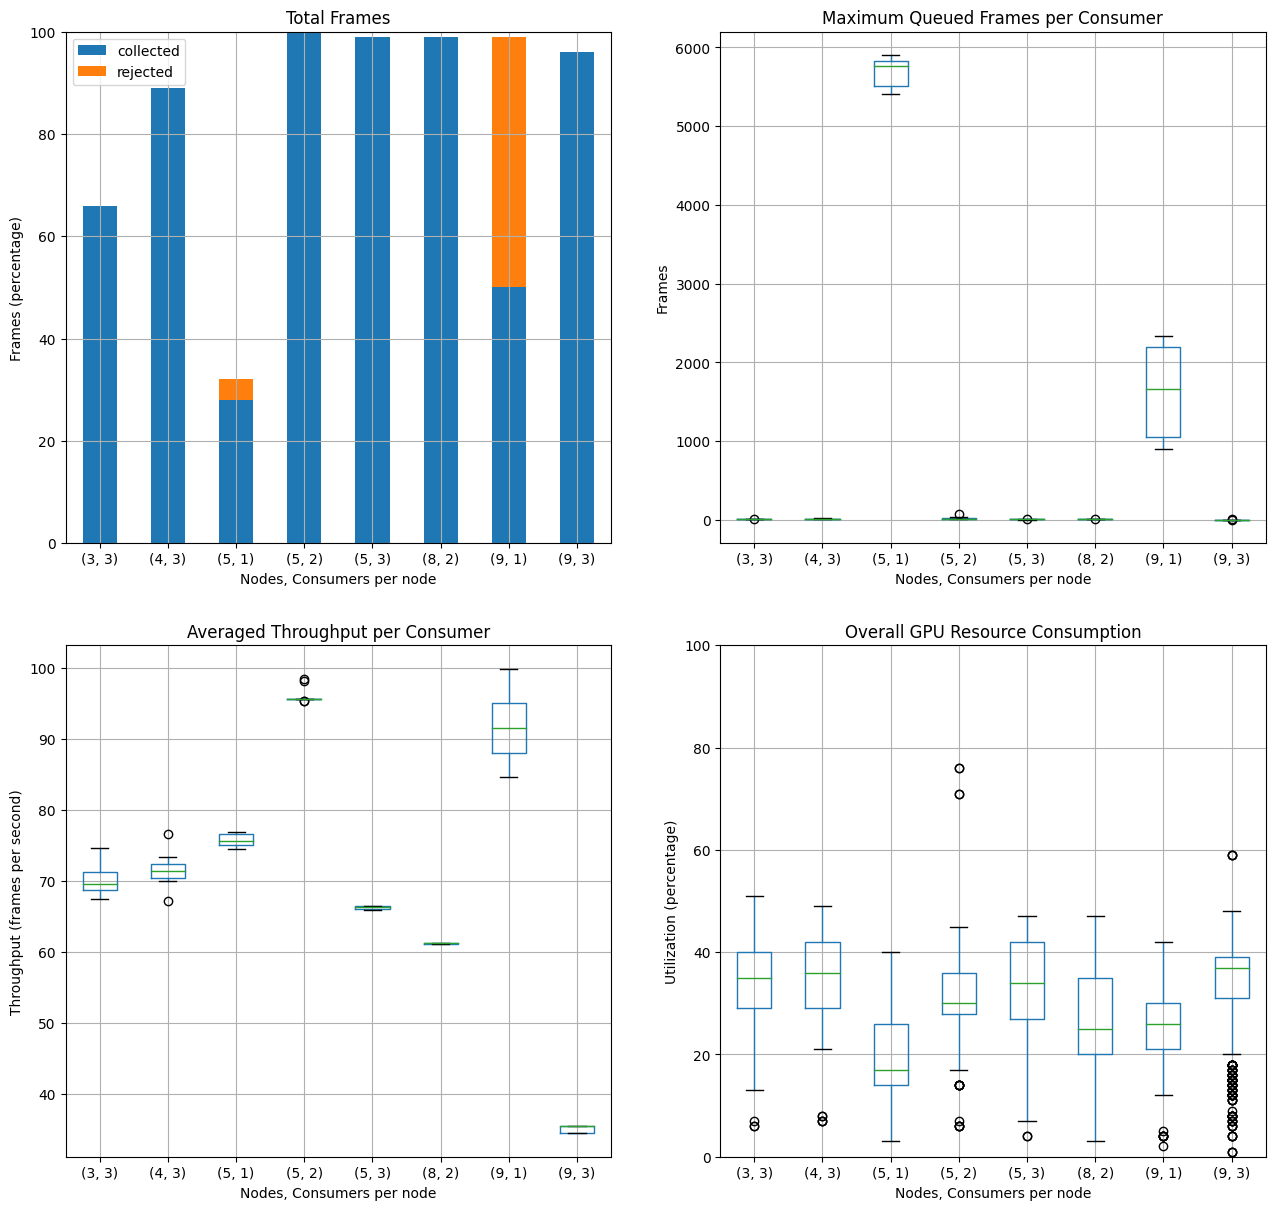 Total Frames
Frames (percentage)
100
80
60
40
20
0
collected
rejected
(3, 3) (4, 3) (5, 1) (5, 2) (5, 3) (8, 2) (9, 1) (9, 3)
Nodes, Consumers per node
Maximum Queued Frames per Consumer
Frames
6000
5000
4000
3000
2000
1000
0
(3, 3) (4, 3) (5, 1) (5, 2) (5, 3) (8, 2) (9, 1) (9, 3)
Nodes, Consumers per node
Averaged Throughput per Consumer
Throughput (frames per second)
100
90
80
70
60
50
40
(3, 3) (4, 3) (5, 1) (5, 2) (5, 3) (8, 2) (9, 1) (9, 3)
Nodes, Consumers per node
Overall GPU Resource Consumption
Utilization (percentage)
100
80
60
40
20
0
(3, 3) (4, 3) (5, 1) (5, 2) (5, 3) (8, 2) (9, 1) (9, 3)
Nodes, Consumers per node